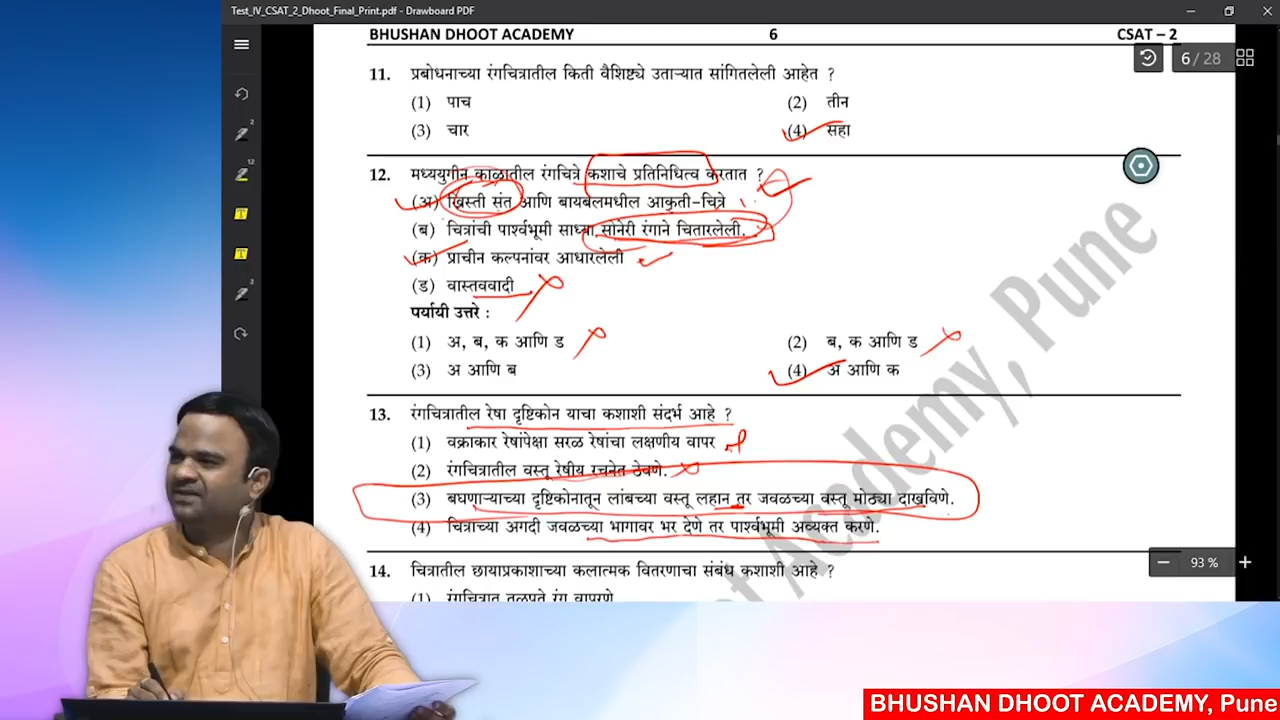 Test_IV_CSAT_2_Dhoot_Final_Print.pdf - Drawboard PDF
BHUSHAN DHOOT ACADEMY 6 CSAT – 2
6 / 28
11. प्रबोधनाच्या रंगचित्रातील किती वैशिष्ट्ये उताऱ्यात सांगितलेली आहेत ?
(1) पाच (2) तीन
(3) चार (4) सहा
12. मध्ययुगीन काळातील रंगचित्रे कशाचे प्रतिनिधित्व करतात ?
(अ) ख्रिस्ती संत आणि बायबलमधील आकृती-चित्रे
(ब) चित्रांची पार्श्वभूमी साध्या सोनेरी रंगाने चितारलेली.
(क) प्राचीन कल्पनांवर आधारलेली
(ड) वास्तववादी
पर्यायी उत्तरे :
(1) अ, ब, क आणि ड (2) ब, क आणि ड
(3) अ आणि ब (4) अ आणि क
13. रंगचित्रातील रेषा दृष्टिकोन याचा कशाशी संदर्भ आहे ?
(1) वक्राकार रेषांपेक्षा सरळ रेषांचा लक्षणीय वापर
(2) रंगचित्रातील वस्तू रेषीय रचनेत ठेवणे.
(3) बघणाऱ्याच्या दृष्टिकोनातून लांबच्या वस्तू लहान तर जवळच्या वस्तू मोठ्या दाखविणे.
(4) चित्राच्या अगदी जवळच्या भागावर भर देणे तर पार्श्वभूमी अव्यक्त करणे.
93 %
14. चित्रातील छायाप्रकाशाच्या कलात्मक वितरणाचा संबंध कशाशी आहे ?
(1) रंगचित्रात तळपते रंग वापरणे
Academy, Pune
BHUSHAN DHOOT ACADEMY, Pune